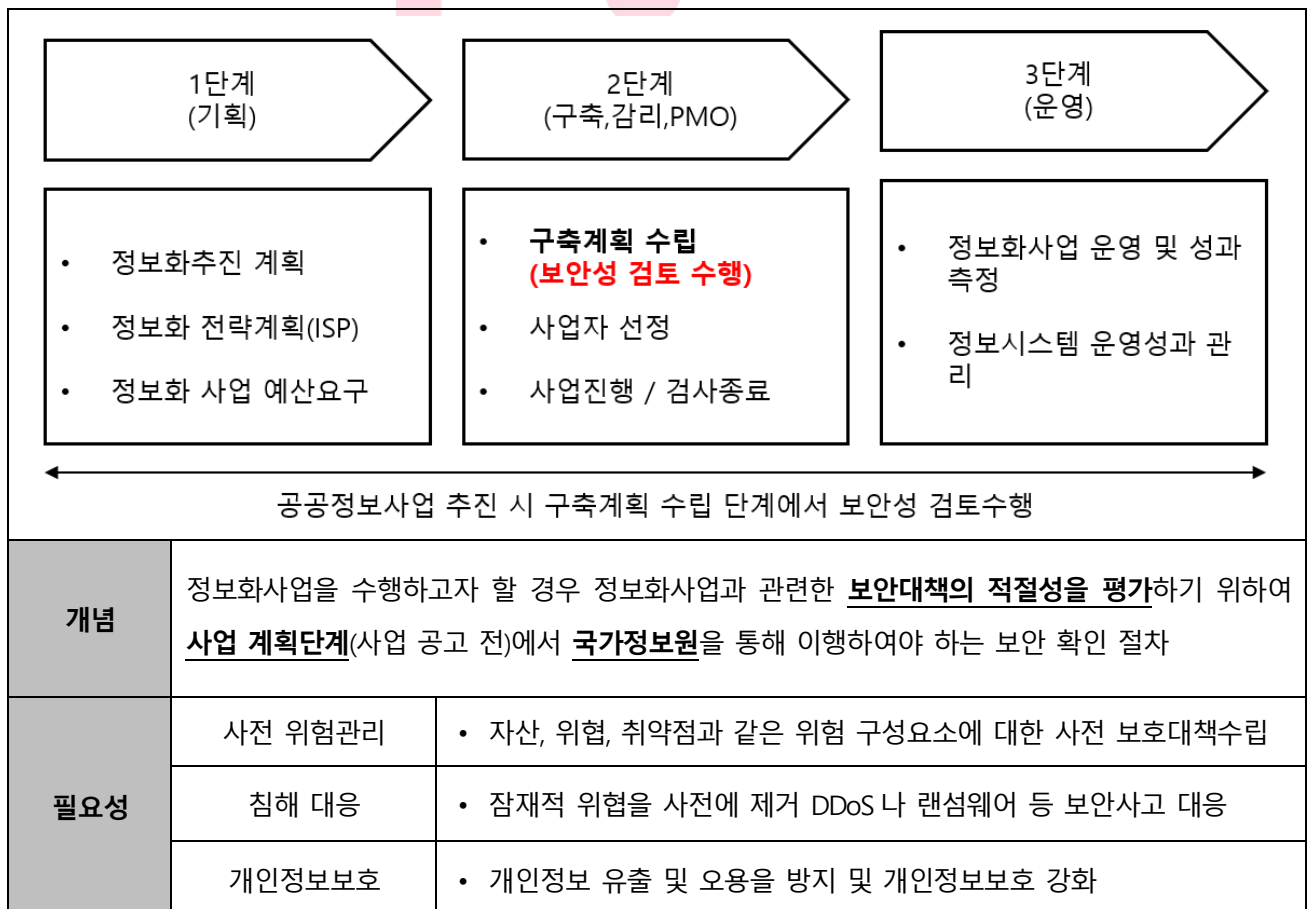 1단계
(기획)
2단계
(구축,감리,PMO)
3단계
(운영)
• 정보화추진 계획
• 정보화 전략계획(ISP)
• 정보화 사업 예산요구
• 구축계획 수립
(보안성 검토 수행)
• 사업자 선정
• 사업진행 / 검사종료
• 정보화사업 운영 및 성과
측정
• 정보시스템 운영성과 관
리
공공정보사업 추진 시 구축계획 수립 단계에서 보안성 검토수행
개념
정보화사업을 수행하고자 할 경우 정보화사업과 관련한 보안대책의 적절성을 평가하기 위하여
사업 계획단계(사업 공고 전)에서 국가정보원을 통해 이행하여야 하는 보안 확인 절차
필요성
사전 위험관리
• 자산, 위협, 취약점과 같은 위험 구성요소에 대한 사전 보호대책수립
침해 대응
• 잠재적 위협을 사전에 제거 DDoS 나 랜섬웨어 등 보안사고 대응
개인정보보호
• 개인정보 유출 및 오용을 방지 및 개인정보보호 강화